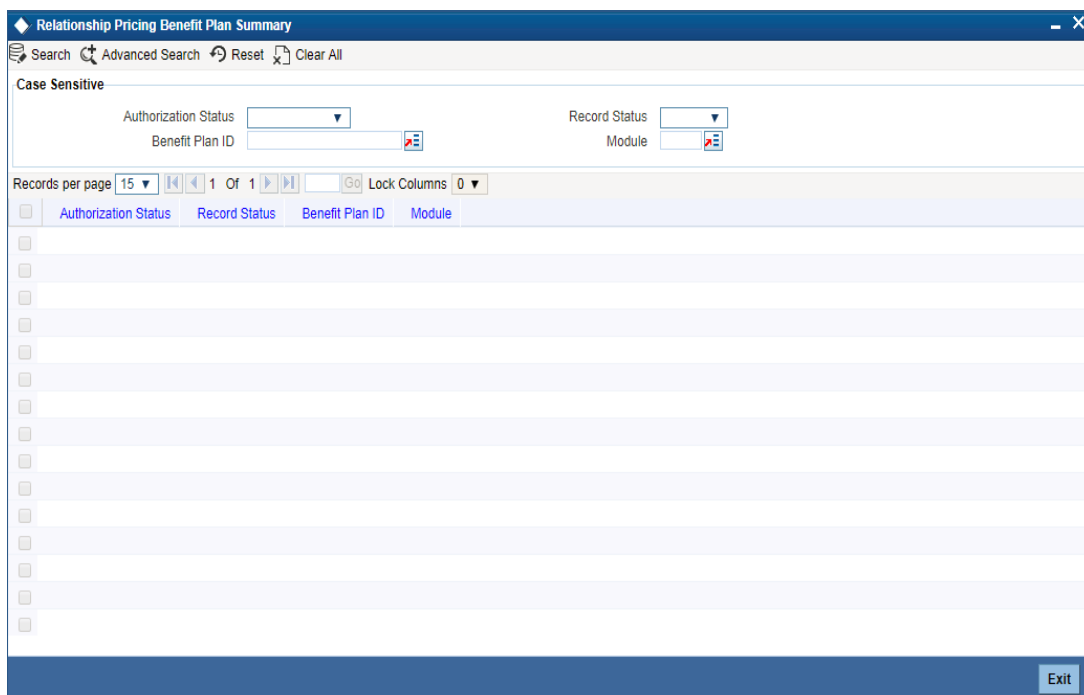 Relationship Pricing Benefit Plan Summary
Search Advanced Search Reset Clear All
Case Sensitive
Authorization Status Record Status
Benefit Plan ID Module
Records per page 15 1 Of 1 Go Lock Columns 0
Authorization Status Record Status Benefit Plan ID Module
Exit